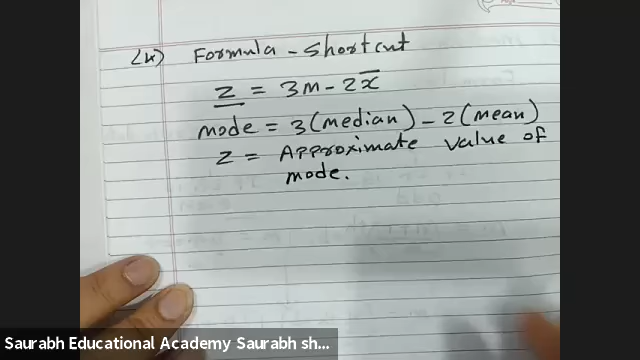 (K) Formula - Shortcut
Z = 3M - 2x̅
mode = 3(median) - 2(mean)
Z = Approximate value of
mode.
Saurabh Educational Academy Saurabh sh...